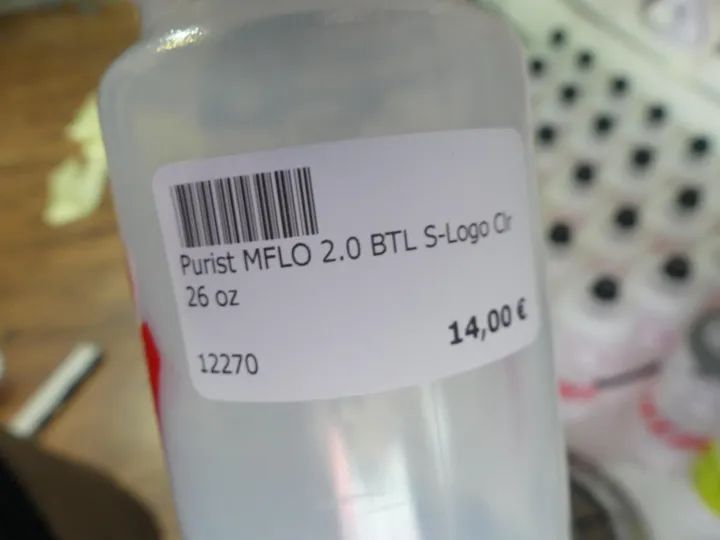 Purist MFLO 2.0 BTL S-Logo Clr
26 oz
14,00 €
12270